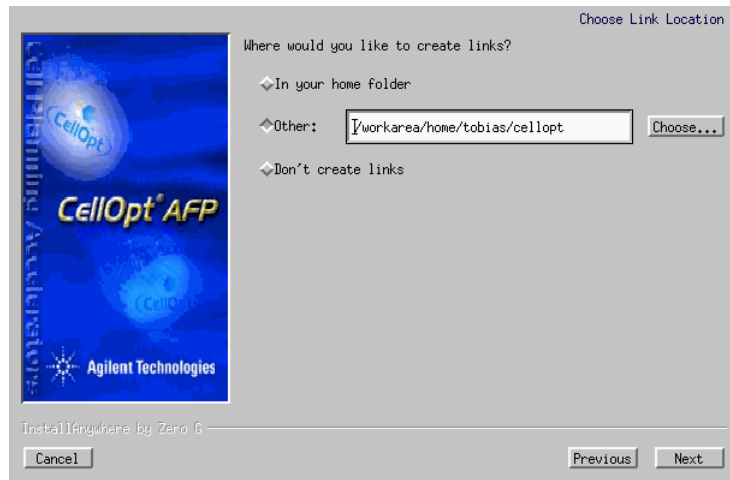 Choose Link Location
Where would you like to create links?
In your home folder
Other: /workarea/home/tobias/cellopt Choose...
Don't create links
CellOpt
CellOpt® AFP
CellOpt
Agilent Technologies
InstallAnywhere by Zero G
Cancel Previous Next